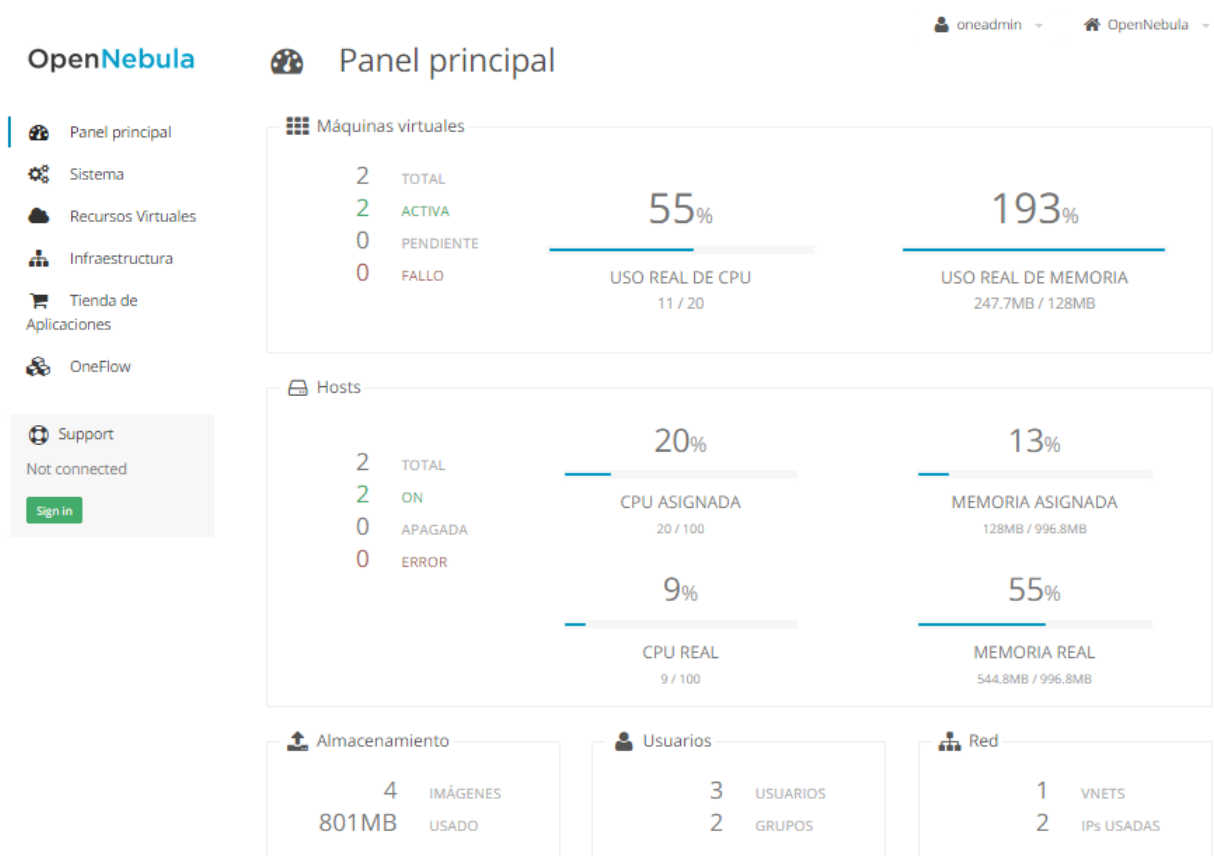 oneadmin
OpenNebula
OpenNebula
Panel principal
Panel principal
Sistema
Recursos Virtuales
Infraestructura
Tienda de
Aplicaciones
OneFlow
Support
Not connected
Sign in
Máquinas virtuales
2 TOTAL
2 ACTIVA
0 PENDIENTE
0 FALLO
55%
USO REAL DE CPU
11 / 20
193%
USO REAL DE MEMORIA
247.7MB / 128MB
Hosts
2 TOTAL
2 ON
0 APAGADA
0 ERROR
20%
CPU ASIGNADA
20 / 100
13%
MEMORIA ASIGNADA
128MB / 996.8MB
9%
CPU REAL
9 / 100
55%
MEMORIA REAL
544.8MB / 996.8MB
Almacenamiento
4 IMÁGENES
801MB USADO
Usuarios
3 USUARIOS
2 GRUPOS
Red
1 VNETS
2 IPs USADAS